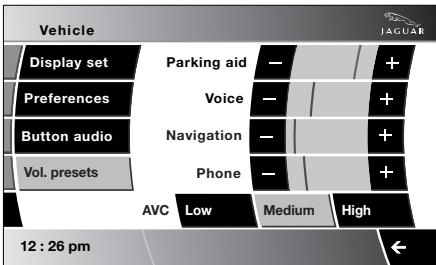 Vehicle
JAGUAR
Display set
Parking aid
− +
Preferences
Voice
− +
Button audio
Navigation
− +
Vol. presets
Phone
− +
AVC Low Medium High
12 : 26 pm